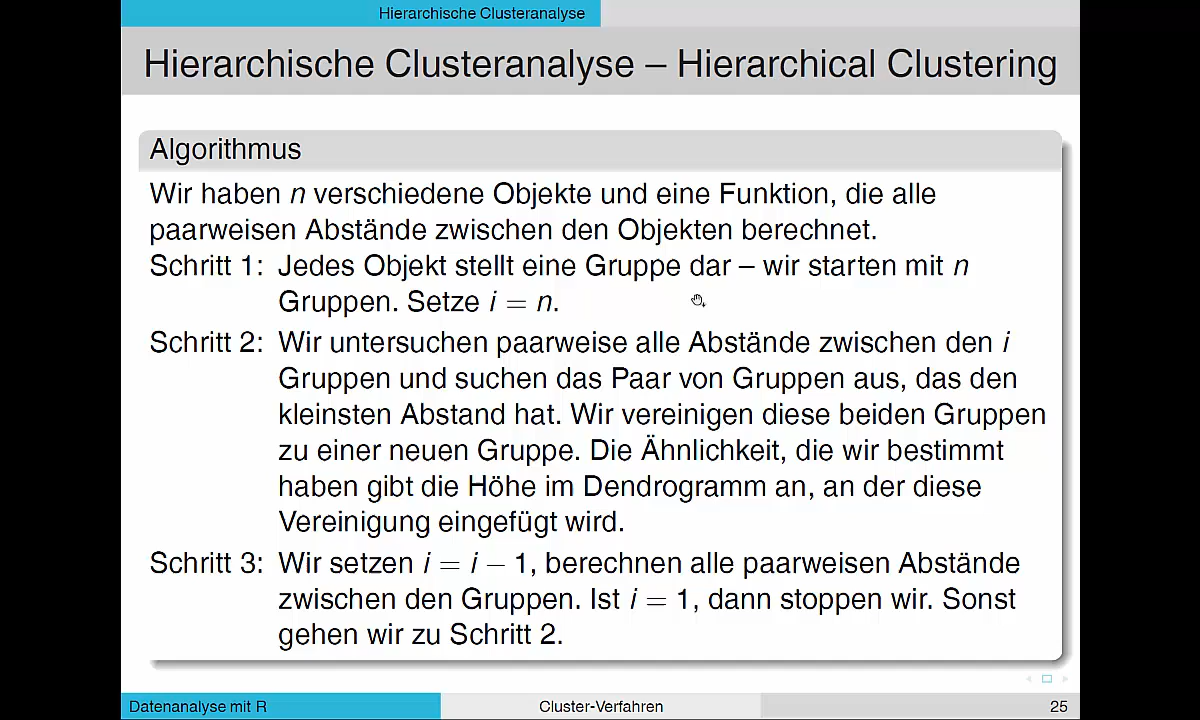 Hierarchische Clusteranalyse
Hierarchische Clusteranalyse – Hierarchical Clustering
Algorithmus
Wir haben n verschiedene Objekte und eine Funktion, die alle
paarweisen Abstände zwischen den Objekten berechnet.
Schritt 1: Jedes Objekt stellt eine Gruppe dar – wir starten mit n
Gruppen. Setze i = n.
Schritt 2: Wir untersuchen paarweise alle Abstände zwischen den i
Gruppen und suchen das Paar von Gruppen aus, das den
kleinsten Abstand hat. Wir vereinigen diese beiden Gruppen
zu einer neuen Gruppe. Die Ähnlichkeit, die wir bestimmt
haben gibt die Höhe im Dendrogramm an, an der diese
Vereinigung eingefügt wird.
Schritt 3: Wir setzen i = i − 1, berechnen alle paarweisen Abstände
zwischen den Gruppen. Ist i = 1, dann stoppen wir. Sonst
gehen wir zu Schritt 2.
Datenanalyse mit R Cluster-Verfahren 25